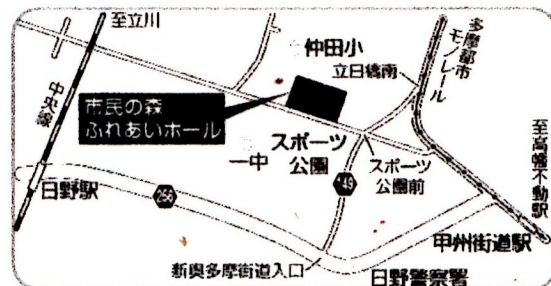 至立川
中央線
仲田小
立日橋南
多摩都市
モノレール
市民の森
ふれあいホール
至高幡不動駅
スポーツ
公園
一中
スポーツ
公園前
日野駅
256
149
甲州街道駅
新奥多摩街道入口
日野警察署